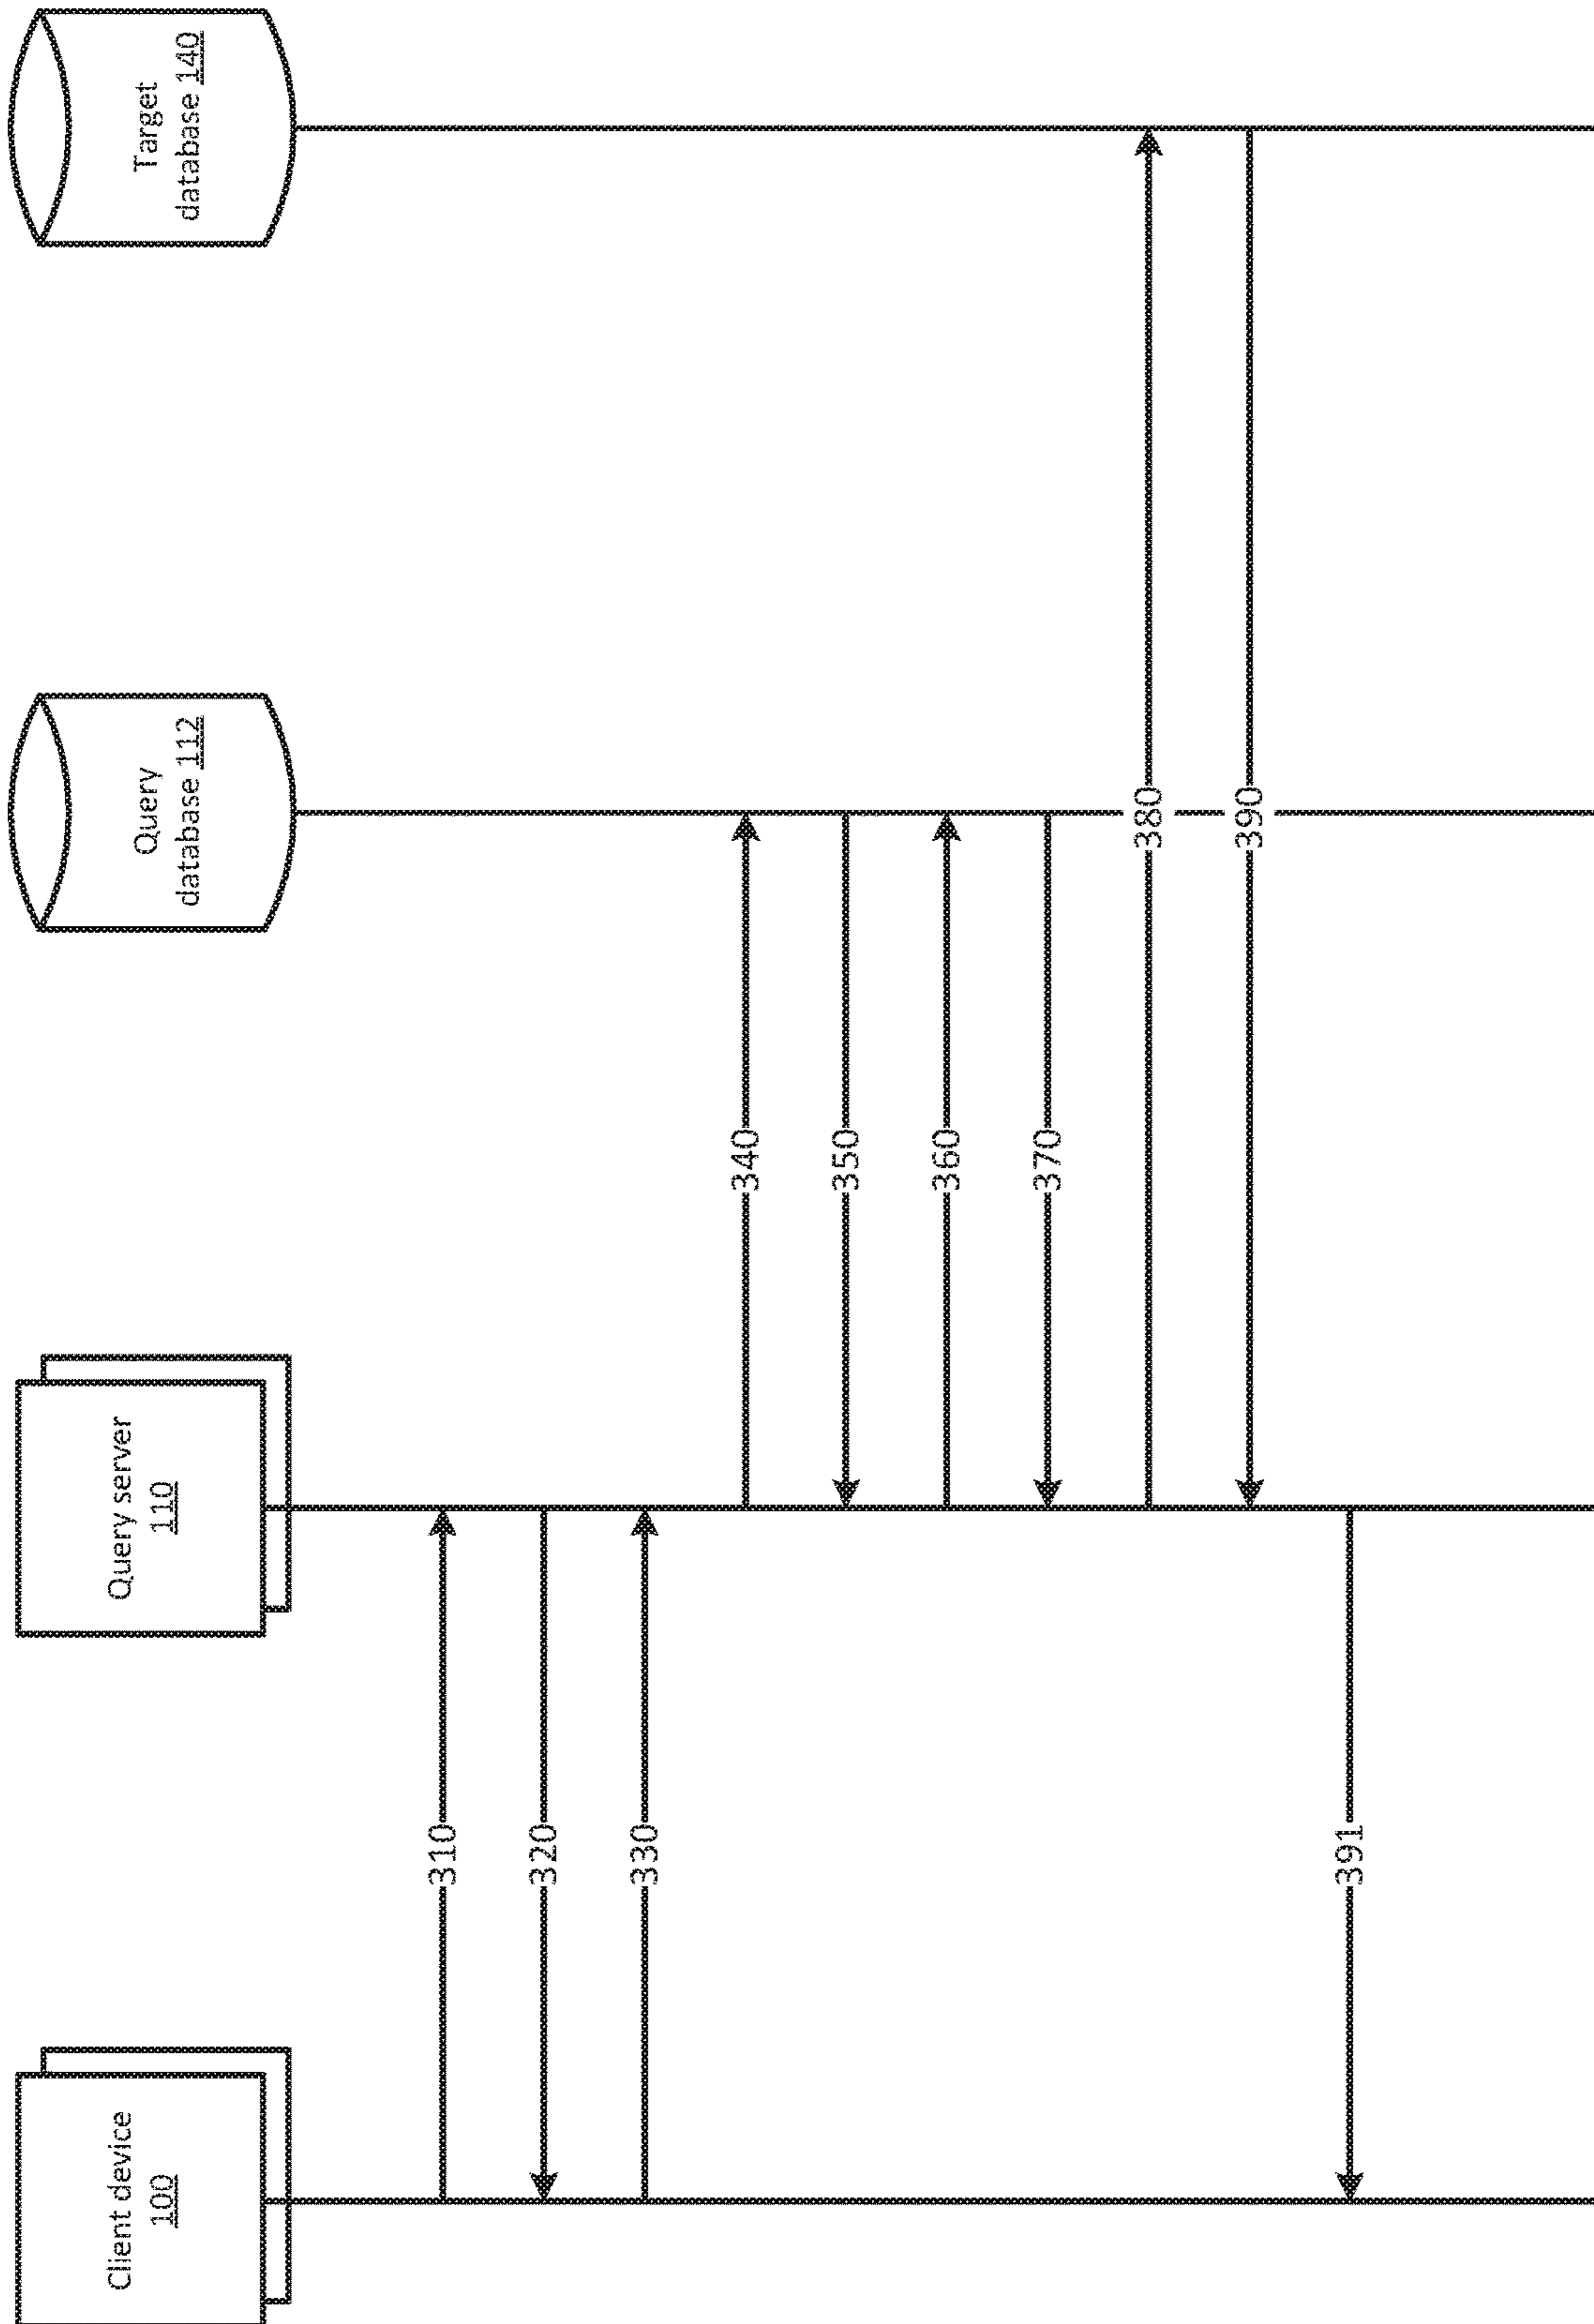 Client device
100
Query server
110
Query
database 112
Target
database 140
310
320
330
340
350
360
370
380
390
391